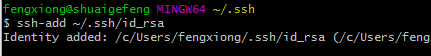 fengxiong@shuaigefeng MINGW64 ~/.ssh
$ ssh-add ~/.ssh/id_rsa
Identity added: /c/Users/fengxiong/.ssh/id_rsa (/c/Users/feng